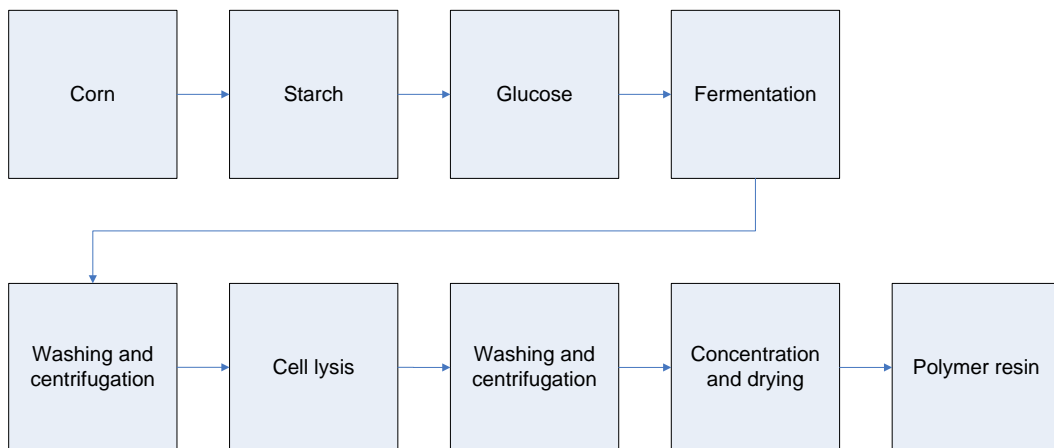 Corn
Starch
Glucose
Fermentation
Washing and
centrifugation
Cell lysis
Washing and
centrifugation
Concentration
and drying
Polymer resin